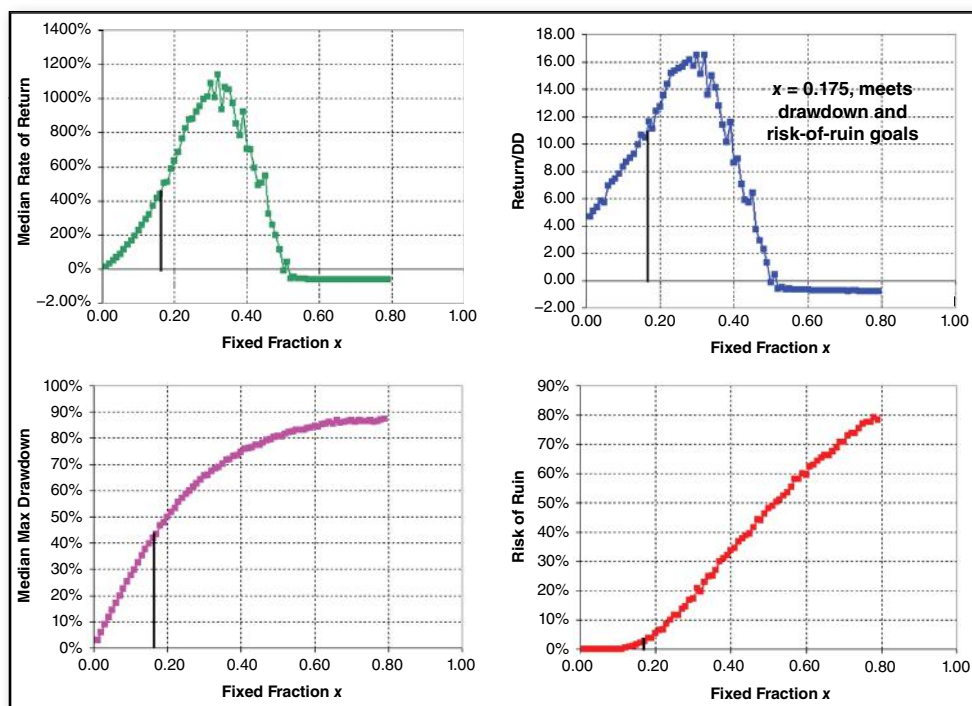 1400%
1200%
1000%
800%
600%
400%
200%
0%
–200%
Median Rate of Return
0.00 0.20 0.40 0.60 0.80 1.00
Fixed Fraction x
18.00
16.00
14.00
12.00
10.00
8.00
6.00
4.00
2.00
0.00
–2.00
Return/DD
x = 0.175, meets
drawdown and
risk-of-ruin goals
0.00 0.20 0.40 0.60 0.80 1.00
Fixed Fraction x
100%
90%
80%
70%
60%
50%
40%
30%
20%
10%
0%
Median Max Drawdown
0.00 0.20 0.40 0.60 0.80 1.00
Fixed Fraction x
90%
80%
70%
60%
50%
40%
30%
20%
10%
0%
Risk of Ruin
0.00 0.20 0.40 0.60 0.80 1.00
Fixed Fraction x